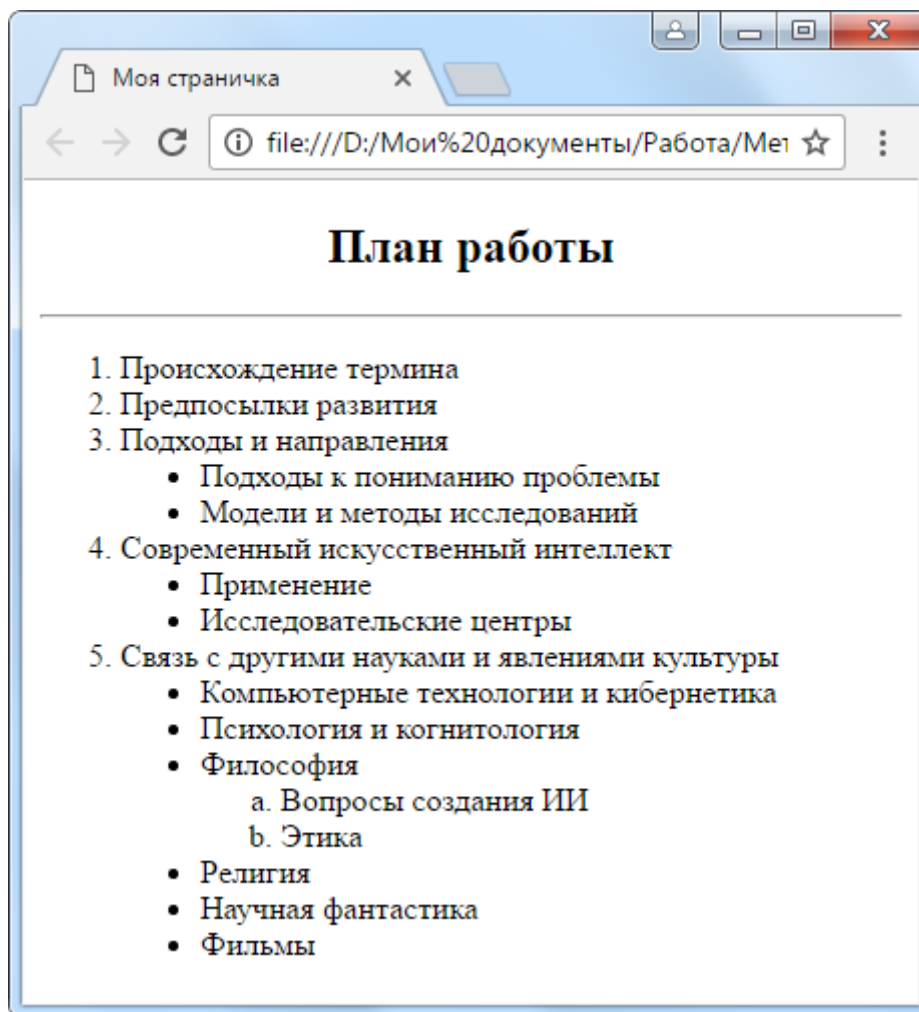 Моя страничка
file:///D:/Мои%20документы/Работа/Мет
План работы
1. Происхождение термина
2. Предпосылки развития
3. Подходы и направления
• Подходы к пониманию проблемы
• Модели и методы исследований
4. Современный искусственный интеллект
• Применение
• Исследовательские центры
5. Связь с другими науками и явлениями культуры
• Компьютерные технологии и кибернетика
• Психология и когнитология
• Философия
a. Вопросы создания ИИ
b. Этика
• Религия
• Научная фантастика
• Фильмы